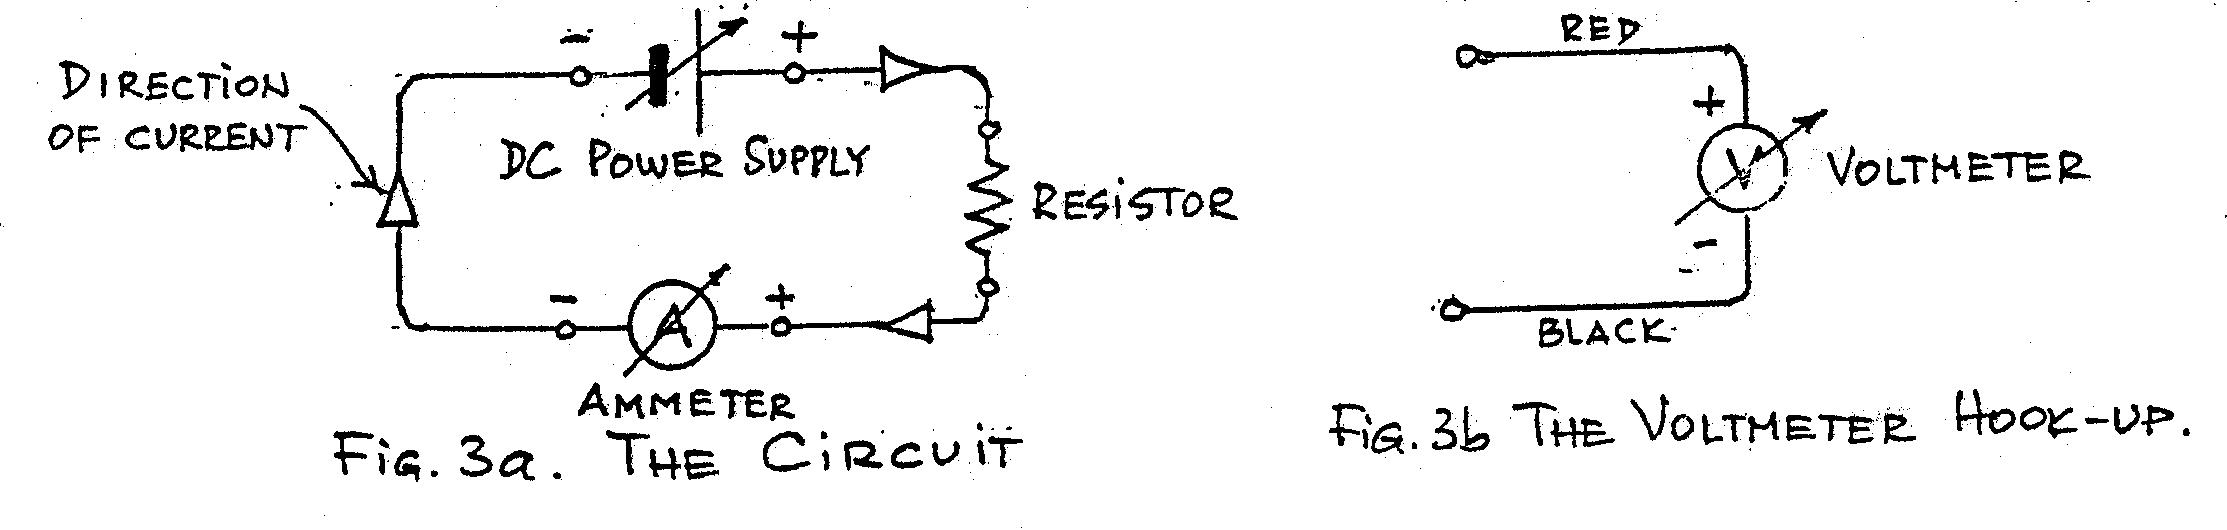 RED
DIRECTION
OF CURRENT
- +
DC POWER SUPPLY
+
V VOLTMETER
-
RESISTOR
- A +
BLACK
AMMETER
FiG. 3a. THE CiRCUiT
FiG. 3b THE VOLTMETER HOOK-UP.